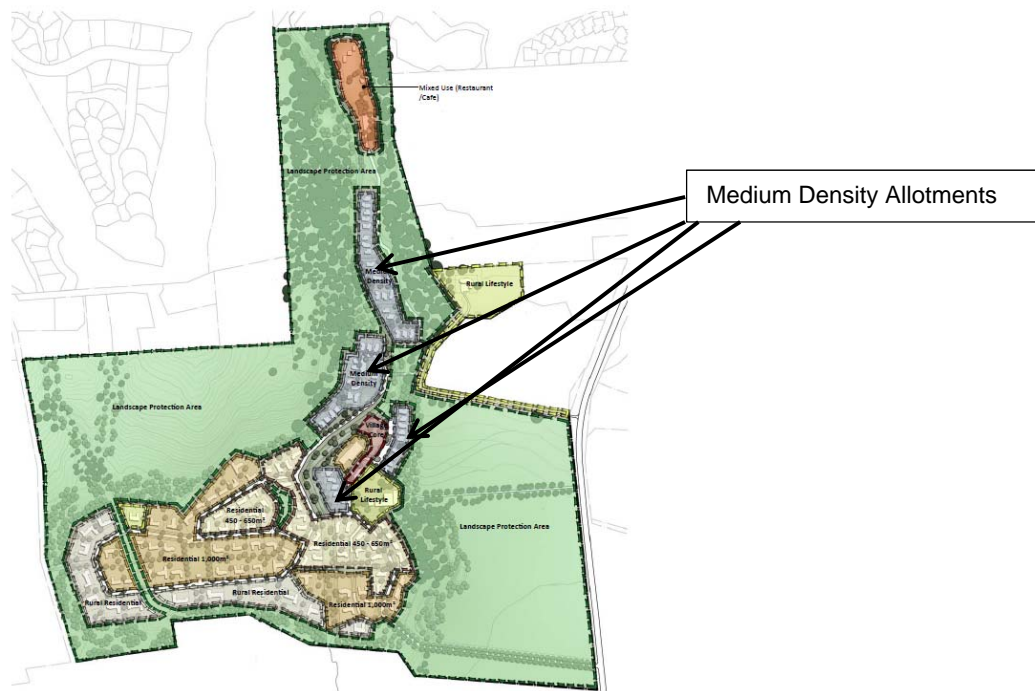 Mixed Use (Restaurant
/Cafe)
Landscape Protection Area
Medium Density Allotments
Medium
Density
Rural Lifestyle
Medium
Density
Landscape Protection Area
Village
Core
Rural
Lifestyle
Residential
450 - 650m²
Residential 450 - 650m²
Landscape Protection Area
Residential 1,000m²
Rural Residential
Rural Residential
Residential 1,000m²